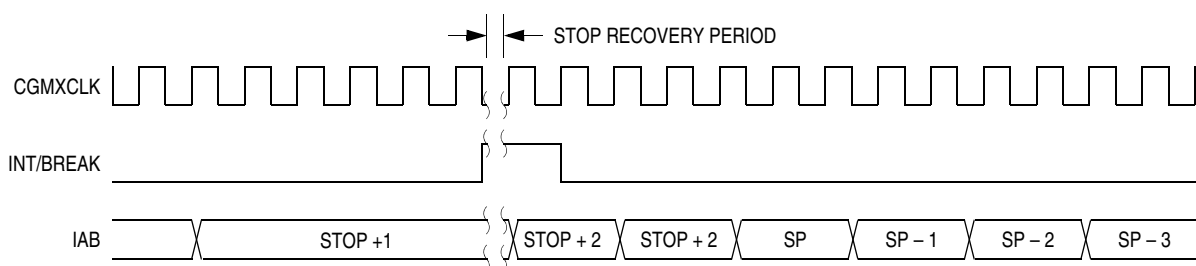 STOP RECOVERY PERIOD
CGMXCLK
INT/BREAK
IAB STOP +1 STOP + 2 STOP + 2 SP SP – 1 SP – 2 SP – 3